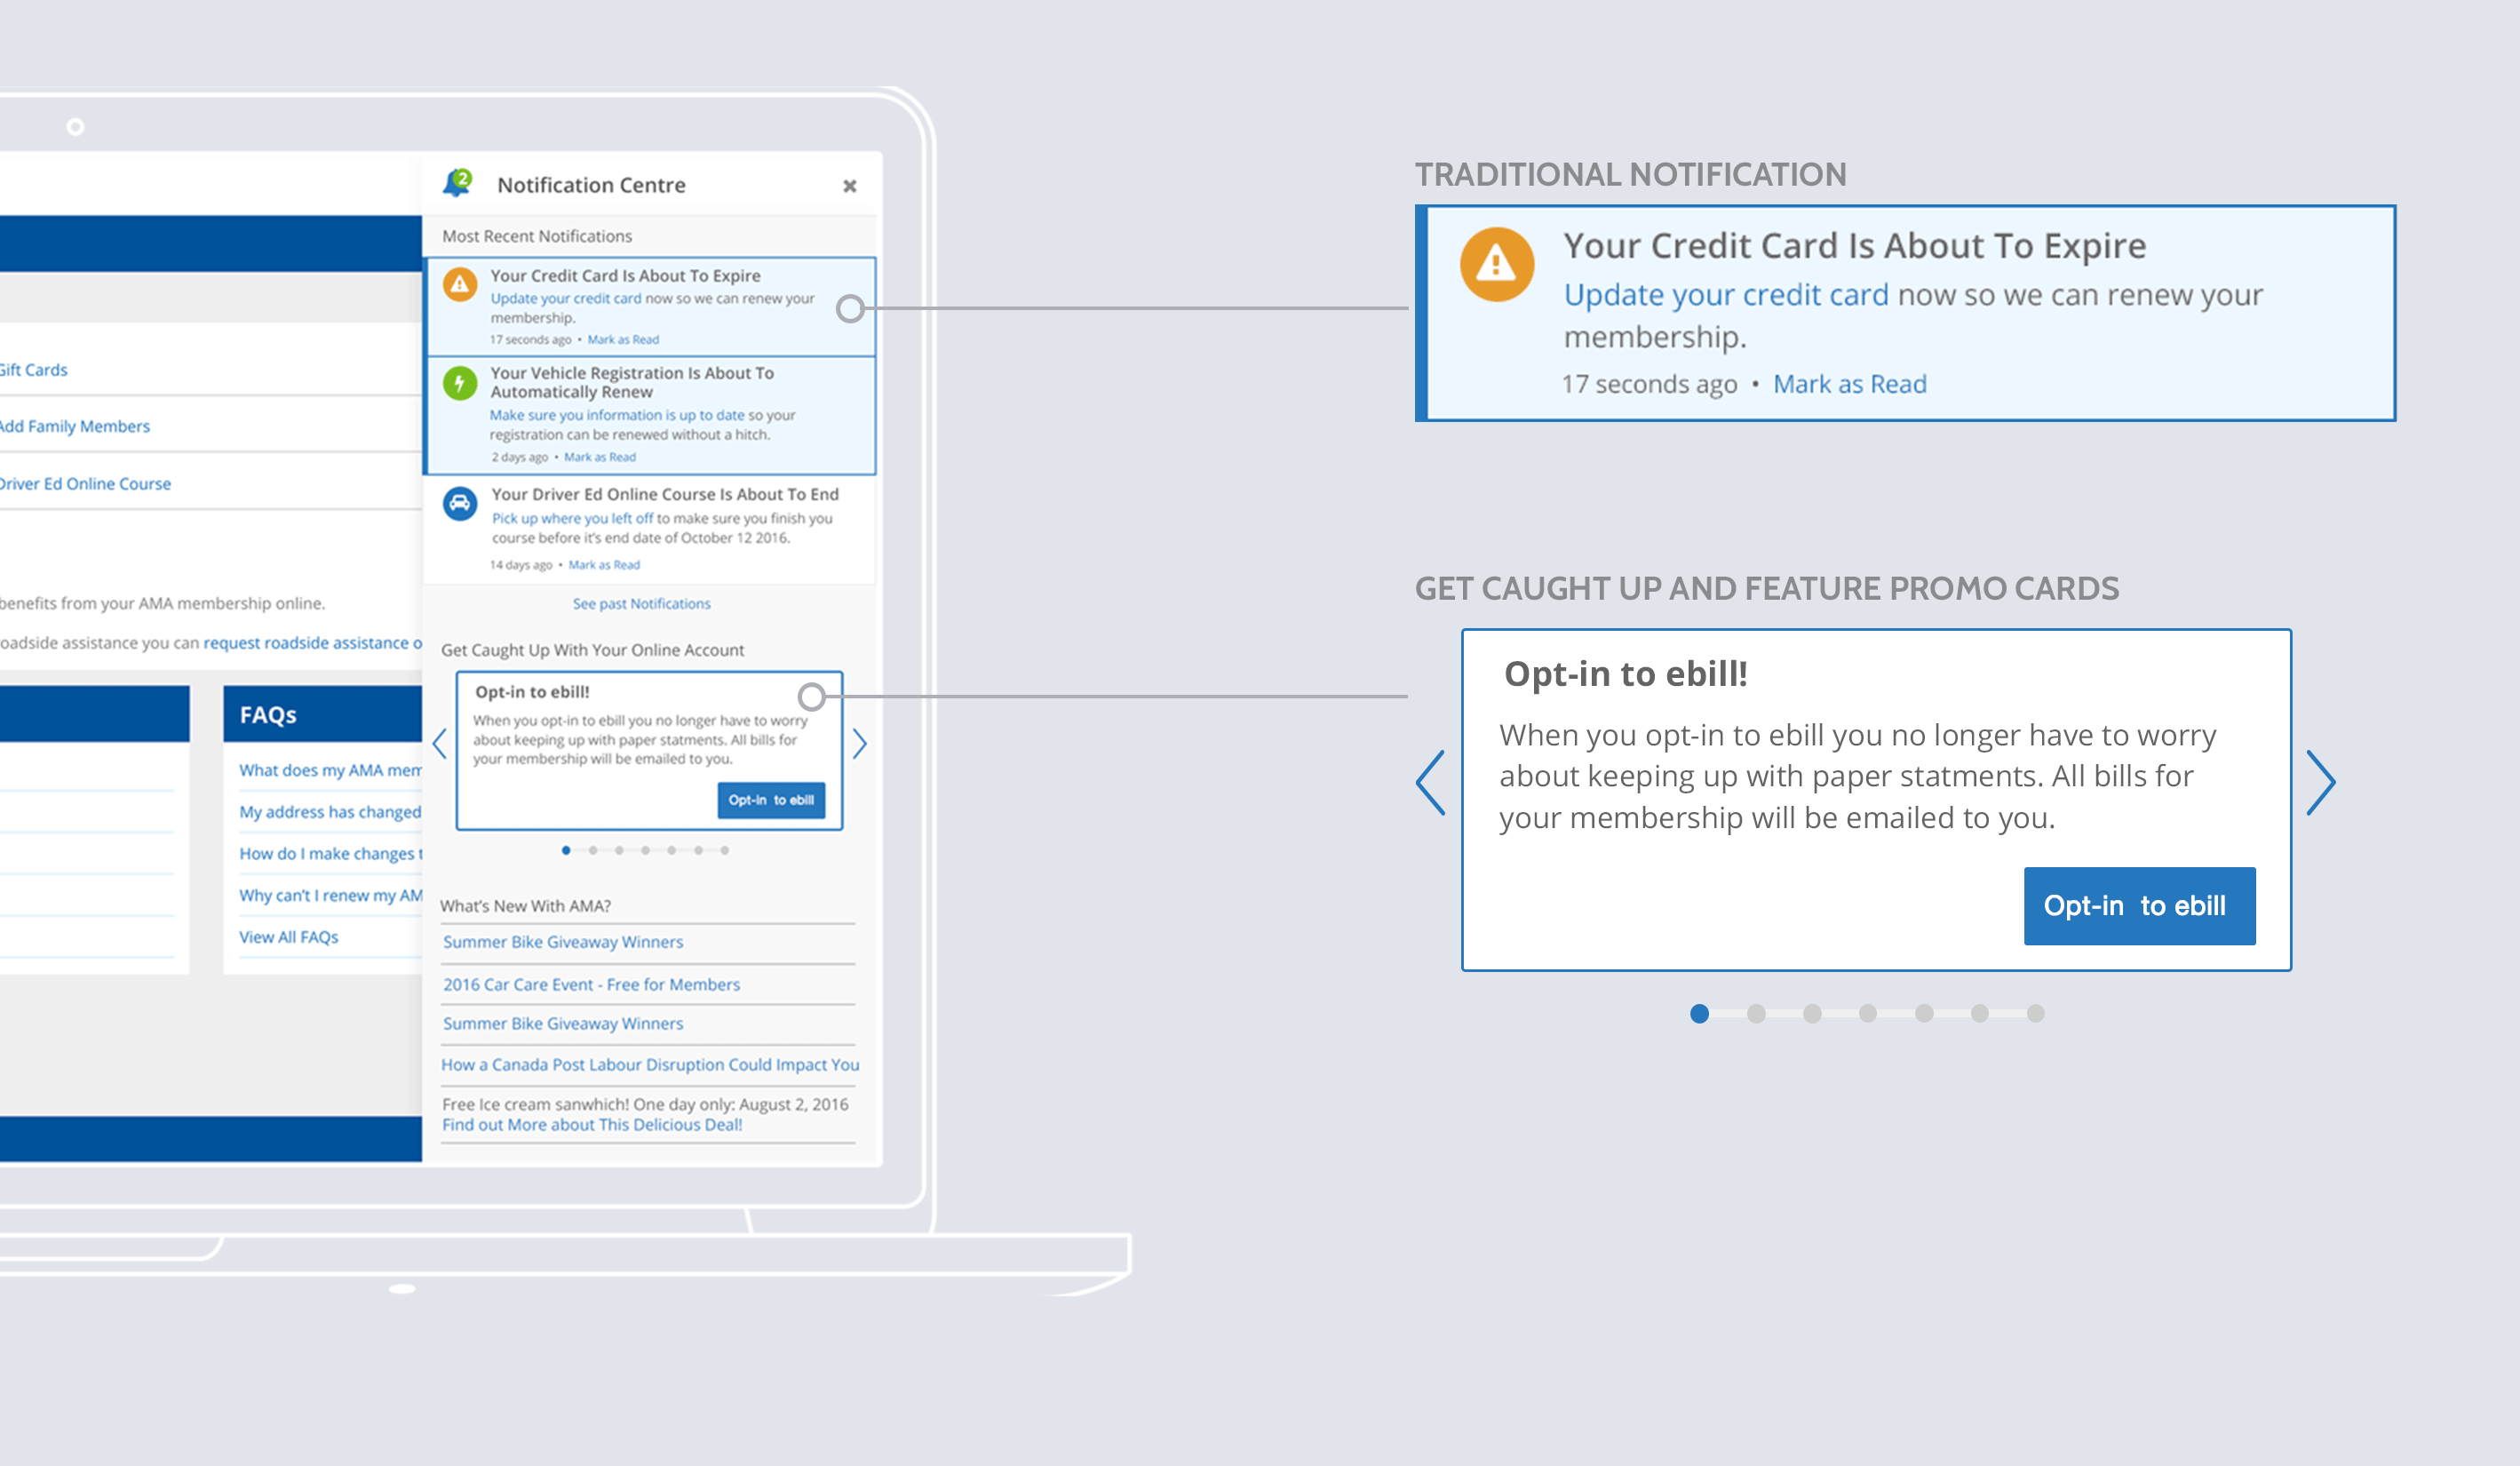 Gift Cards
Add Family Members
Driver Ed Online Course
benefits from your AMA membership online.
roadside assistance you can request roadside assistance o
FAQs
What does my AMA mem
My address has changed
How do I make changes t
Why can't I renew my AM
View All FAQs
2
Notification Centre
Most Recent Notifications
Your Credit Card Is About To Expire
Update your credit card now so we can renew your
membership.
17 seconds ago • Mark as Read
Your Vehicle Registration Is About To
Automatically Renew
Make sure you information is up to date so your
registration can be renewed without a hitch.
2 days ago • Mark as Read
Your Driver Ed Online Course Is About To End
Pick up where you left off to make sure you finish you
course before it's end date of October 12 2016.
14 days ago • Mark as Read
See past Notifications
Get Caught Up With Your Online Account
Opt-in to ebill!
When you opt-in to ebill you no longer have to worry
about keeping up with paper statments. All bills for
your membership will be emailed to you.
Opt-in to ebill
What's New With AMA?
Summer Bike Giveaway Winners
2016 Car Care Event - Free for Members
Summer Bike Giveaway Winners
How a Canada Post Labour Disruption Could Impact You
Free Ice cream sanwhich! One day only: August 2, 2016
Find out More about This Delicious Deal!
TRADITIONAL NOTIFICATION
Your Credit Card Is About To Expire
Update your credit card now so we can renew your
membership.
17 seconds ago • Mark as Read
GET CAUGHT UP AND FEATURE PROMO CARDS
Opt-in to ebill!
When you opt-in to ebill you no longer have to worry
about keeping up with paper statments. All bills for
your membership will be emailed to you.
Opt-in to ebill